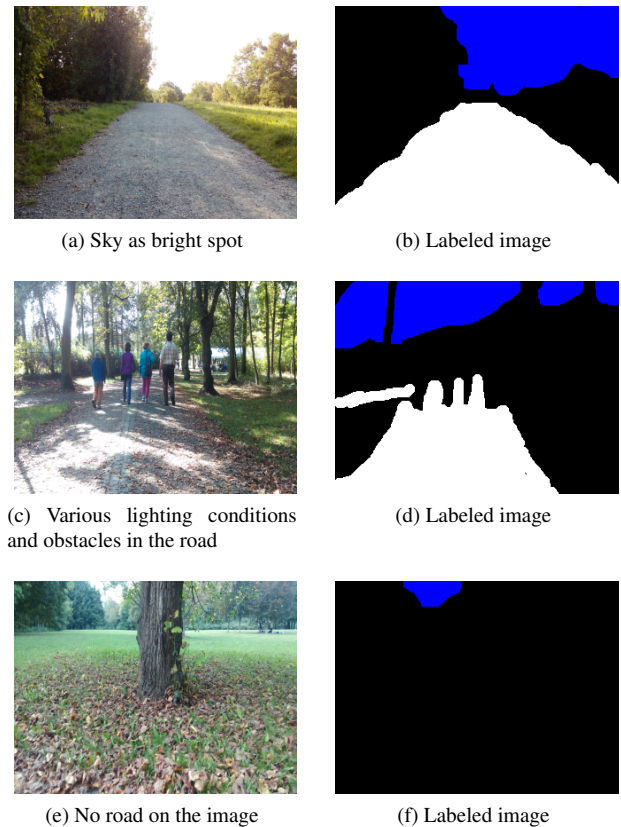 (a) Sky as bright spot
(b) Labeled image
(c) Various lighting conditions
and obstacles in the road
(d) Labeled image
(e) No road on the image
(f) Labeled image